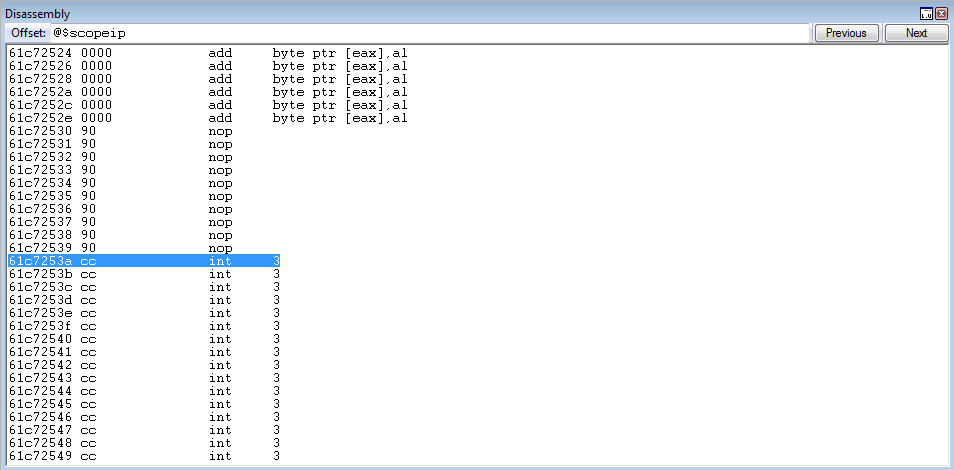 Disassembly
Offset: @$scopeip Previous Next
61c72524 0000 add byte ptr [eax],al
61c72526 0000 add byte ptr [eax],al
61c72528 0000 add byte ptr [eax],al
61c7252a 0000 add byte ptr [eax],al
61c7252c 0000 add byte ptr [eax],al
61c7252e 0000 add byte ptr [eax],al
61c72530 90 nop
61c72531 90 nop
61c72532 90 nop
61c72533 90 nop
61c72534 90 nop
61c72535 90 nop
61c72536 90 nop
61c72537 90 nop
61c72538 90 nop
61c72539 90 nop
61c7253a cc int 3
61c7253b cc int 3
61c7253c cc int 3
61c7253d cc int 3
61c7253e cc int 3
61c7253f cc int 3
61c72540 cc int 3
61c72541 cc int 3
61c72542 cc int 3
61c72543 cc int 3
61c72544 cc int 3
61c72545 cc int 3
61c72546 cc int 3
61c72547 cc int 3
61c72548 cc int 3
61c72549 cc int 3